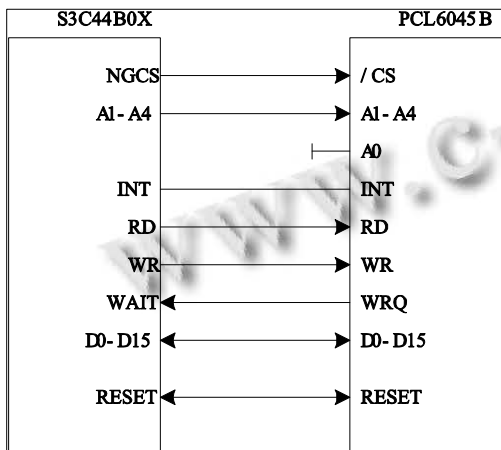 S3C44B0X PCL6045B
NGCS / CS
A1- A4 A1- A4
A0
INT INT
RD RD
WR WR
WAIT WRQ
D0- D15 D0- D15
RESET RESET
www.c